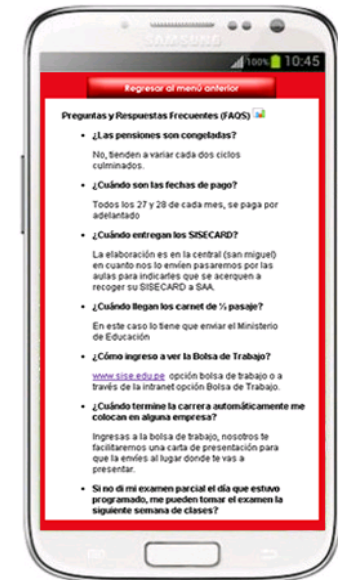 SAMSUNG
100% 10:45
Regresar al menú anterior
Preguntas y Respuestas Frecuentes (FAQS)
• ¿Las pensiones son congeladas?
No, tienden a variar cada dos ciclos
culminados.
• ¿Cuándo son las fechas de pago?
Todos los 27 y 28 de cada mes, se paga por
adelantado
• ¿Cuándo entregan los SISECARD?
La elaboración es en la central (san miguel)
en cuanto nos lo envíen pasaremos por las
aulas para indicarles que se acerquen a
recoger su SISECARD a SAA.
• ¿Cuándo llegan los carnet de ½ pasaje?
En este caso lo tiene que enviar el Ministerio
de Educación
• ¿Cómo ingreso a ver la Bolsa de Trabajo?
www.sise.edu.pe opción bolsa de trabajo o a
través de la intranet opción Bolsa de Trabajo.
• ¿Cuándo termine la carrera automáticamente me
colocan en alguna empresa?
Ingresas a la bolsa de trabajo, nosotros te
facilitaremos una carta de presentación para
que la envíes al lugar donde te vas a
presentar.
• Si no di mi examen parcial el día que estuvo
programado, me pueden tomar el examen la
siguiente semana de clases?